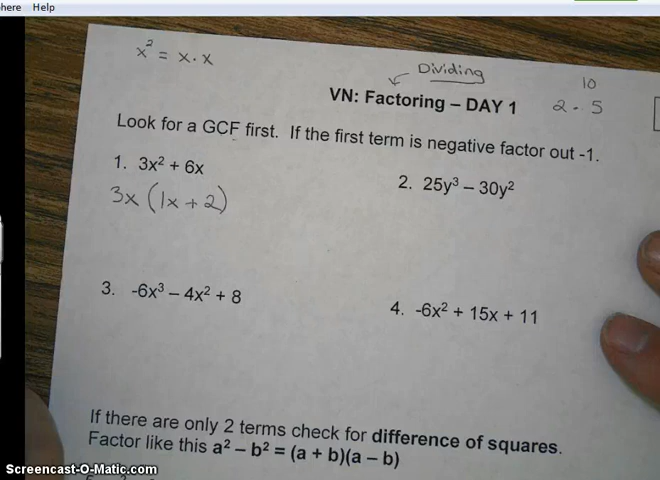 here Help
x² = x · x
Dividing
10
VN: Factoring – DAY 1
2 · 5
Look for a GCF first. If the first term is negative factor out -1.
1. 3x² + 6x
2. 25y³ – 30y²
3x (1x + 2)
3. -6x³ – 4x² + 8
4. -6x² + 15x + 11
If there are only 2 terms check for difference of squares.
Factor like this a² – b² = (a + b)(a – b)
Screencast-O-Matic.com